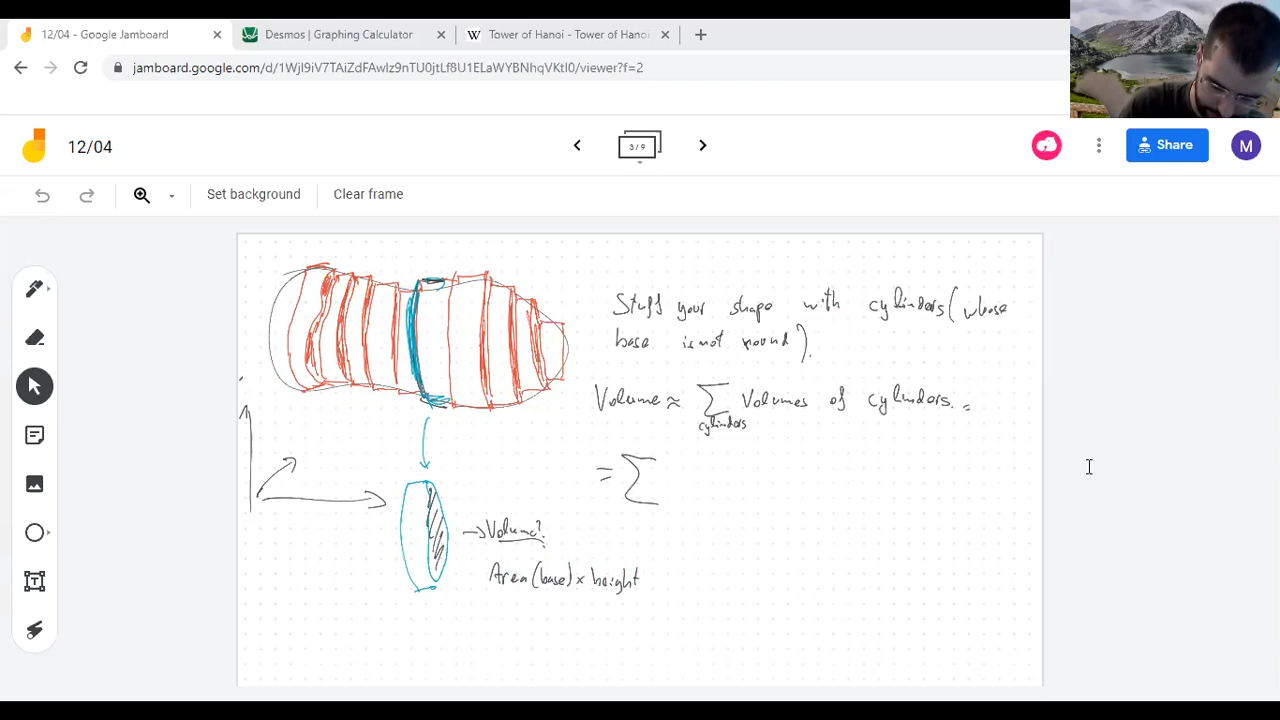 12/04 - Google Jamboard
Desmos | Graphing Calculator
W Tower of Hanoi - Tower of Hanoi
jamboard.google.com/d/1WjI9iV7TAiZdFAwIz9nTU0jtLf8U1ELaWYBNhqVKtI0/viewer?f=2
12/04
3 / 9
Share
M
Set background
Clear frame
Stuff your shape with cylinders (whose
base is not round).
Volume ≈ ∑ Volumes of cylinders. =
cylinders
= ∑
→ Volume?
Area (base) × height